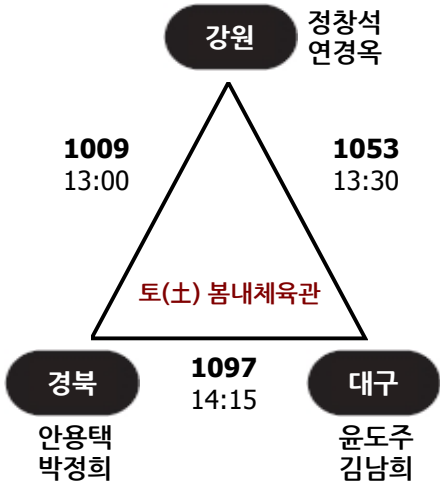 강원
정창석
연경옥
1009
13:00
1053
13:30
토(土) 봄내체육관
경북
1097
14:15
대구
안용택
박정희
윤도주
김남희